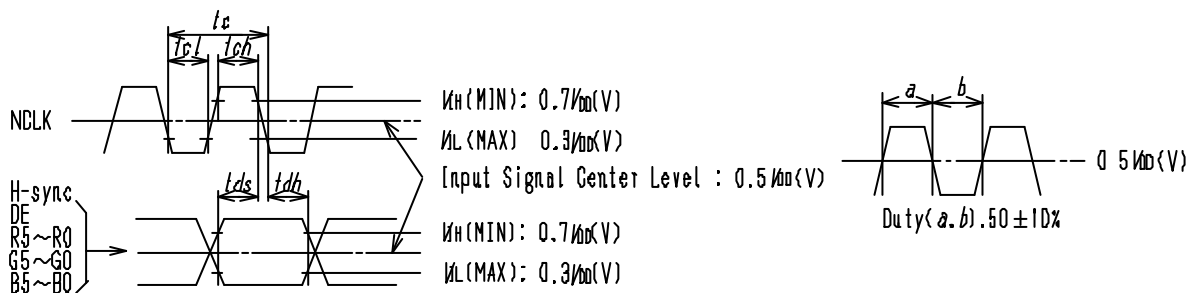 tc
tcl tch
NCLK
VIH(MIN): 0.7VDD(V)
VIL(MAX) 0.3VDD(V)
Input Signal Center Level : 0.5VDD(V)
tds tdh
H-sync
DE
R5~R0
G5~G0
B5~B0
VIH(MIN): 0.7VDD(V)
VIL(MAX): 0.3VDD(V)
a b
0.5VDD(V)
Duty(a.b).50±10%